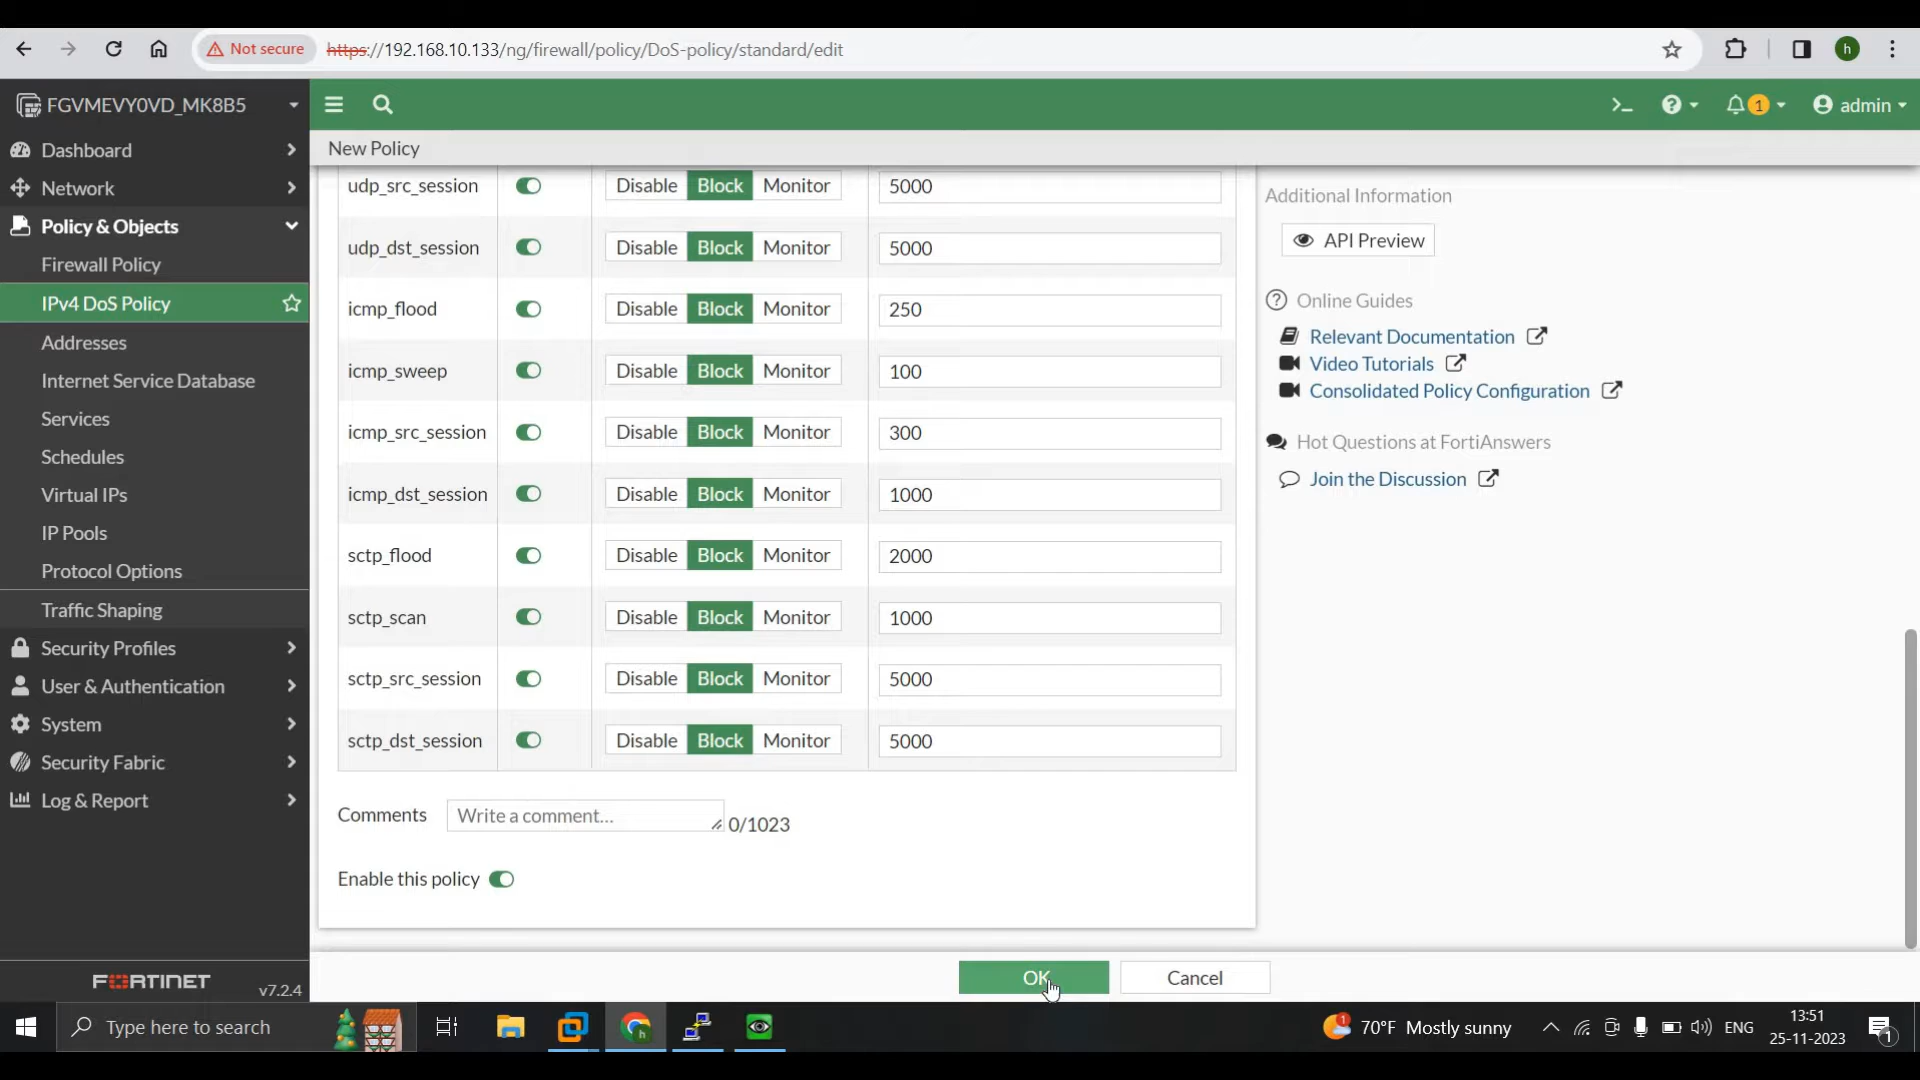 Not secure https://192.168.10.133/ng/firewall/policy/DoS-policy/standard/edit h
FGVMEVY0VD_MK8B5
>_ 1 admin
Dashboard
Network
Policy & Objects
Firewall Policy
IPv4 DoS Policy
Addresses
Internet Service Database
Services
Schedules
Virtual IPs
IP Pools
Protocol Options
Traffic Shaping
Security Profiles
User & Authentication
System
Security Fabric
Log & Report
FORTINET v7.2.4
New Policy
udp_src_session Disable Block Monitor 5000
udp_dst_session Disable Block Monitor 5000
icmp_flood Disable Block Monitor 250
icmp_sweep Disable Block Monitor 100
icmp_src_session Disable Block Monitor 300
icmp_dst_session Disable Block Monitor 1000
sctp_flood Disable Block Monitor 2000
sctp_scan Disable Block Monitor 1000
sctp_src_session Disable Block Monitor 5000
sctp_dst_session Disable Block Monitor 5000
Comments Write a comment... 0/1023
Enable this policy
OK Cancel
Additional Information
API Preview
Online Guides
Relevant Documentation
Video Tutorials
Consolidated Policy Configuration
Hot Questions at FortiAnswers
Join the Discussion
Type here to search
1 70°F Mostly sunny
ENG
13:51
25-11-2023
1